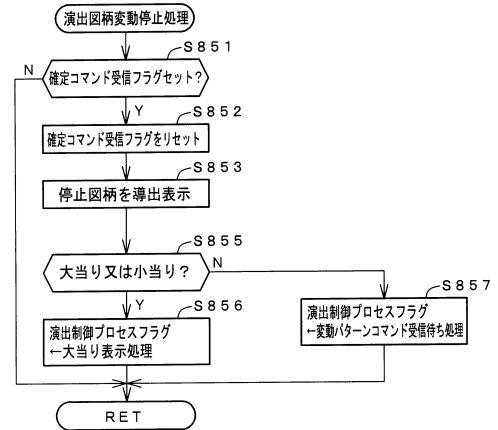 演出図柄変動停止処理
S851
N
確定コマンド受信フラグセット?
Y
S852
確定コマンド受信フラグをリセット
S853
停止図柄を導出表示
S855
大当り又は小当り?
N
Y
S856
演出制御プロセスフラグ
←大当り表示処理
S857
演出制御プロセスフラグ
←変動パターンコマンド受信待ち処理
RET